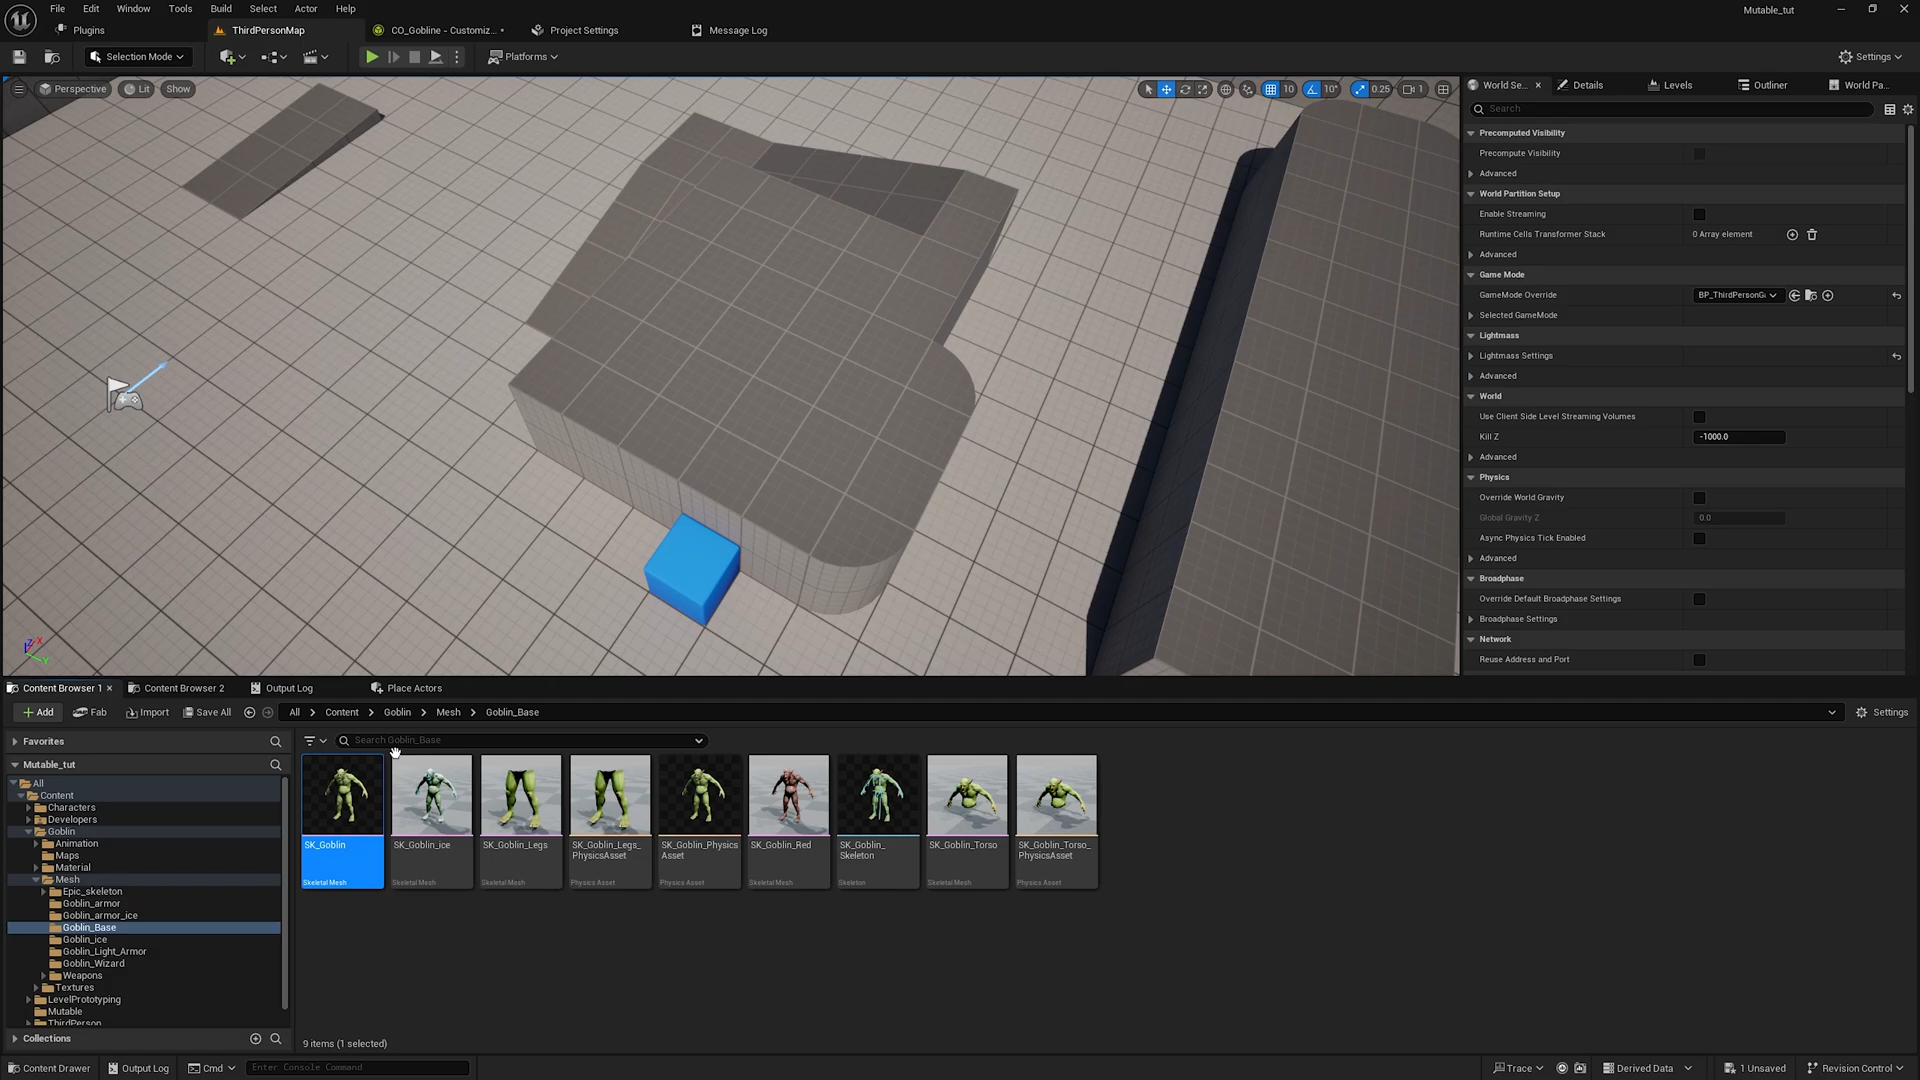 File Edit Window Tools Build Select Actor Help
Mutable_tut
Plugins ThirdPersonMap CO_Gobline - Customiz... Project Settings Message Log
Selection Mode Platforms Settings
Perspective Lit Show 10 10° 0.25 1
World Se... Details Levels Outliner World Pa...
Search
Precomputed Visibility
Precompute Visibility
Advanced
World Partition Setup
Enable Streaming
Runtime Cells Transformer Stack 0 Array element
Advanced
Game Mode
GameMode Override BP_ThirdPersonGa
Selected GameMode
Lightmass
Lightmass Settings
Advanced
World
Use Client Side Level Streaming Volumes
Kill Z -1000.0
Advanced
Physics
Override World Gravity
Global Gravity Z 0.0
Async Physics Tick Enabled
Advanced
Broadphase
Override Default Broadphase Settings
Broadphase Settings
Network
Reuse Address and Port
Z X Y
Content Browser 1 Content Browser 2 Output Log Place Actors
Add Fab Import Save All All Content Goblin Mesh Goblin_Base Settings
Favorites
Search Goblin_Base
Mutable_tut
All
Content
Characters
Developers
Goblin
Animation
Maps
Material
Mesh
Epic_skeleton
Goblin_armor
Goblin_armor_ice
Goblin_Base
Goblin_ice
Goblin_Light_Armor
Goblin_Wizard
Weapons
Textures
LevelPrototyping
Mutable
ThirdPerson
Collections
SK_Goblin
Skeletal Mesh
SK_Goblin_ice
Skeletal Mesh
SK_Goblin_Legs
Skeletal Mesh
SK_Goblin_Legs_
PhysicsAsset
Physics Asset
SK_Goblin_Physics
Asset
Physics Asset
SK_Goblin_Red
Skeletal Mesh
SK_Goblin_
Skeleton
Skeleton
SK_Goblin_Torso
Skeletal Mesh
SK_Goblin_Torso_
PhysicsAsset
Physics Asset
9 items (1 selected)
Content Drawer Output Log Cmd Enter Console Command Trace Derived Data 1 Unsaved Revision Control